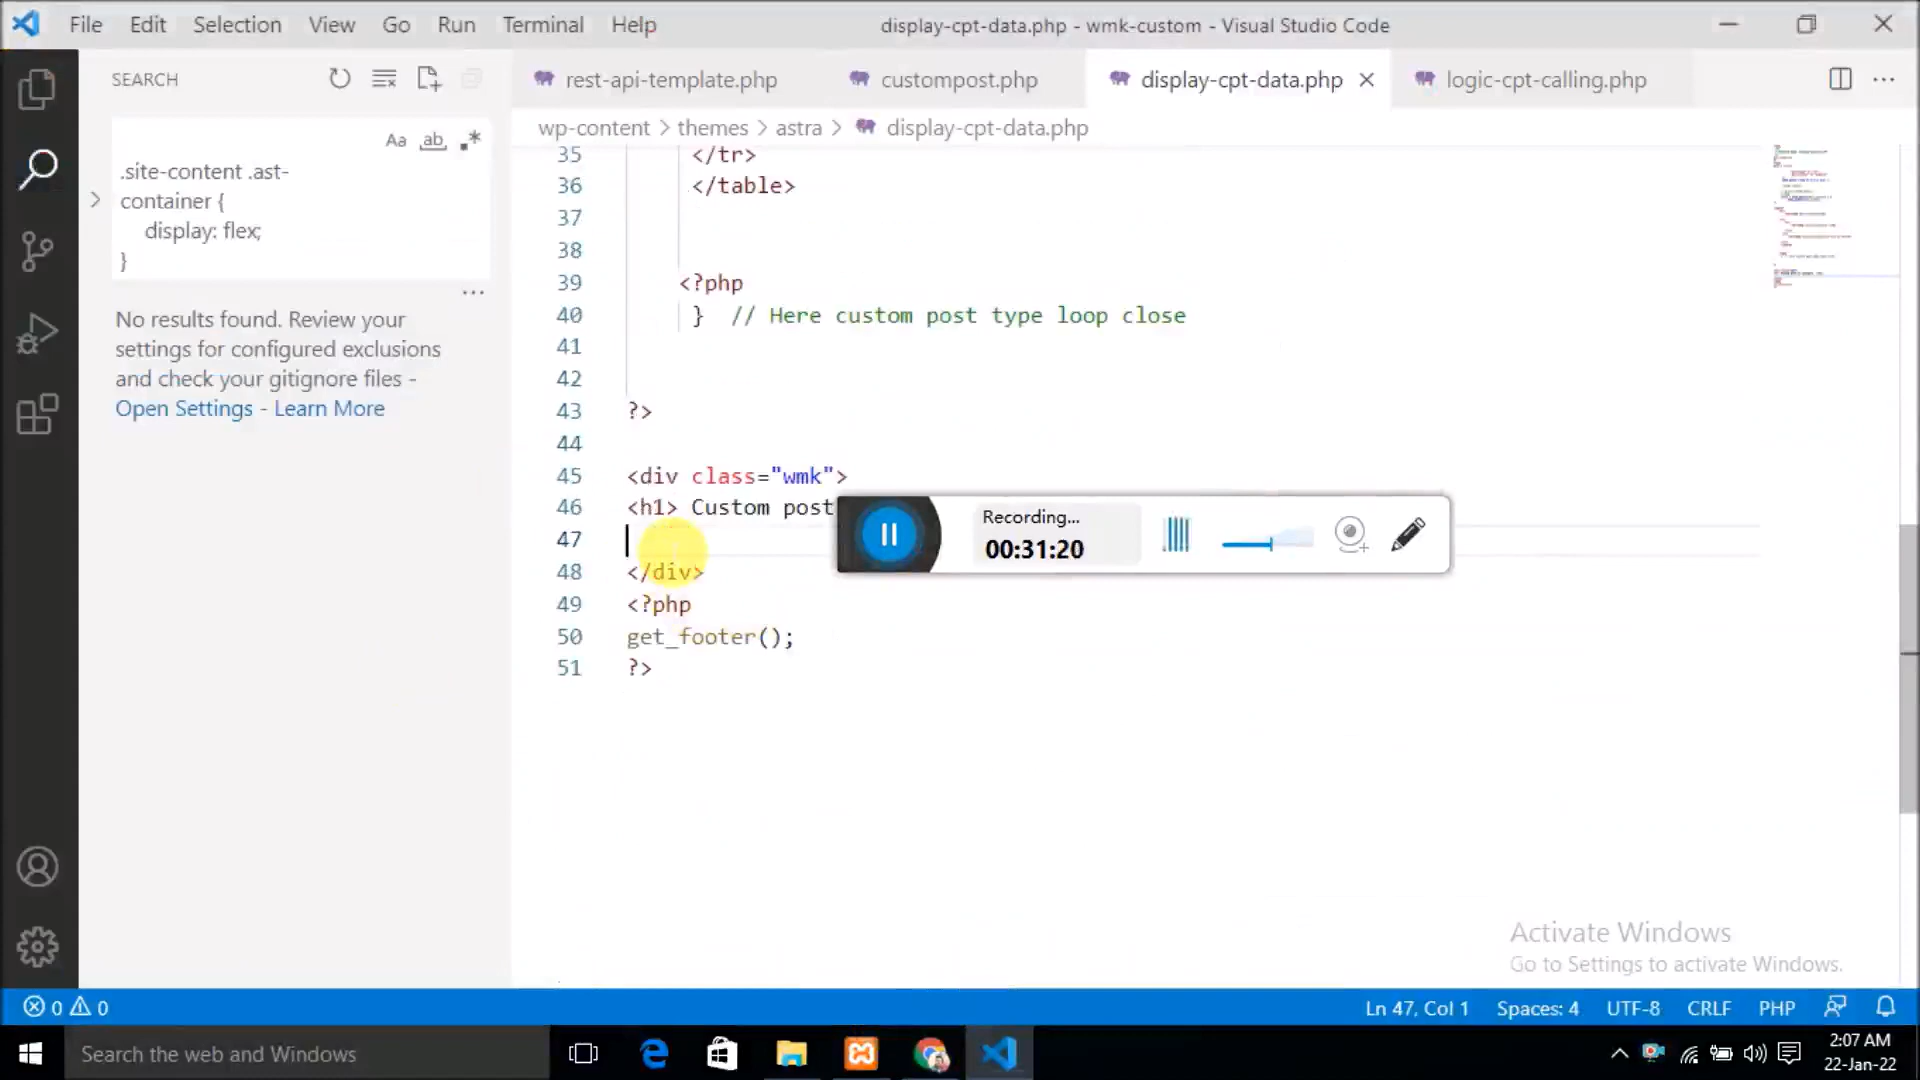 File Edit Selection View Go Run Terminal Help
display-cpt-data.php - wmk-custom - Visual Studio Code
SEARCH
rest-api-template.php
custompost.php
display-cpt-data.php
logic-cpt-calling.php
wp-content > themes > astra > display-cpt-data.php
Aa ab
.site-content .ast-
container {
display: flex;
}
...
No results found. Review your
settings for configured exclusions
and check your gitignore files -
Open Settings - Learn More
35 </tr>
36 </table>
37
38
39 <?php
40 } // Here custom post type loop close
41
42
43 ?>
44
45 <div class="wmk">
46 <h1> Custom post
47
48 </div>
49 <?php
50 get_footer();
51 ?>
Recording...
00:31:20
Activate Windows
Go to Settings to activate Windows.
0 0
Ln 47, Col 1 Spaces: 4 UTF-8 CRLF PHP
Search the web and Windows
2:07 AM
22-Jan-22